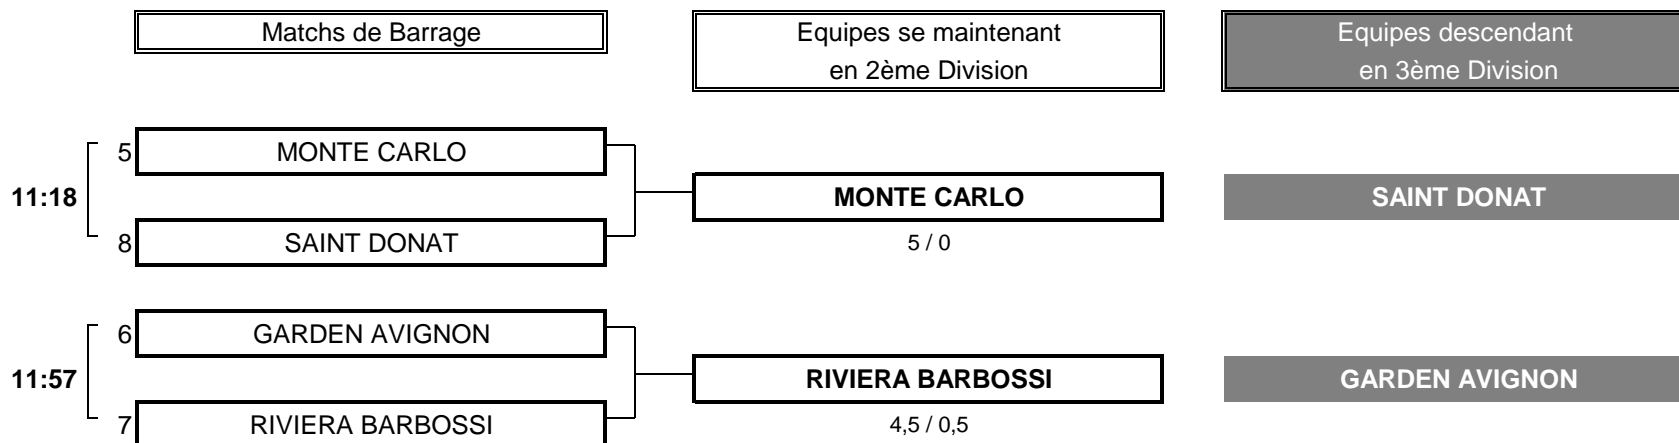 Matchs de Barrage
Equipes se maintenant
en 2ème Division
Equipes descendant
en 3ème Division
5 MONTE CARLO
11:18
MONTE CARLO
SAINT DONAT
8 SAINT DONAT
5 / 0
6 GARDEN AVIGNON
11:57
RIVIERA BARBOSSI
GARDEN AVIGNON
7 RIVIERA BARBOSSI
4,5 / 0,5